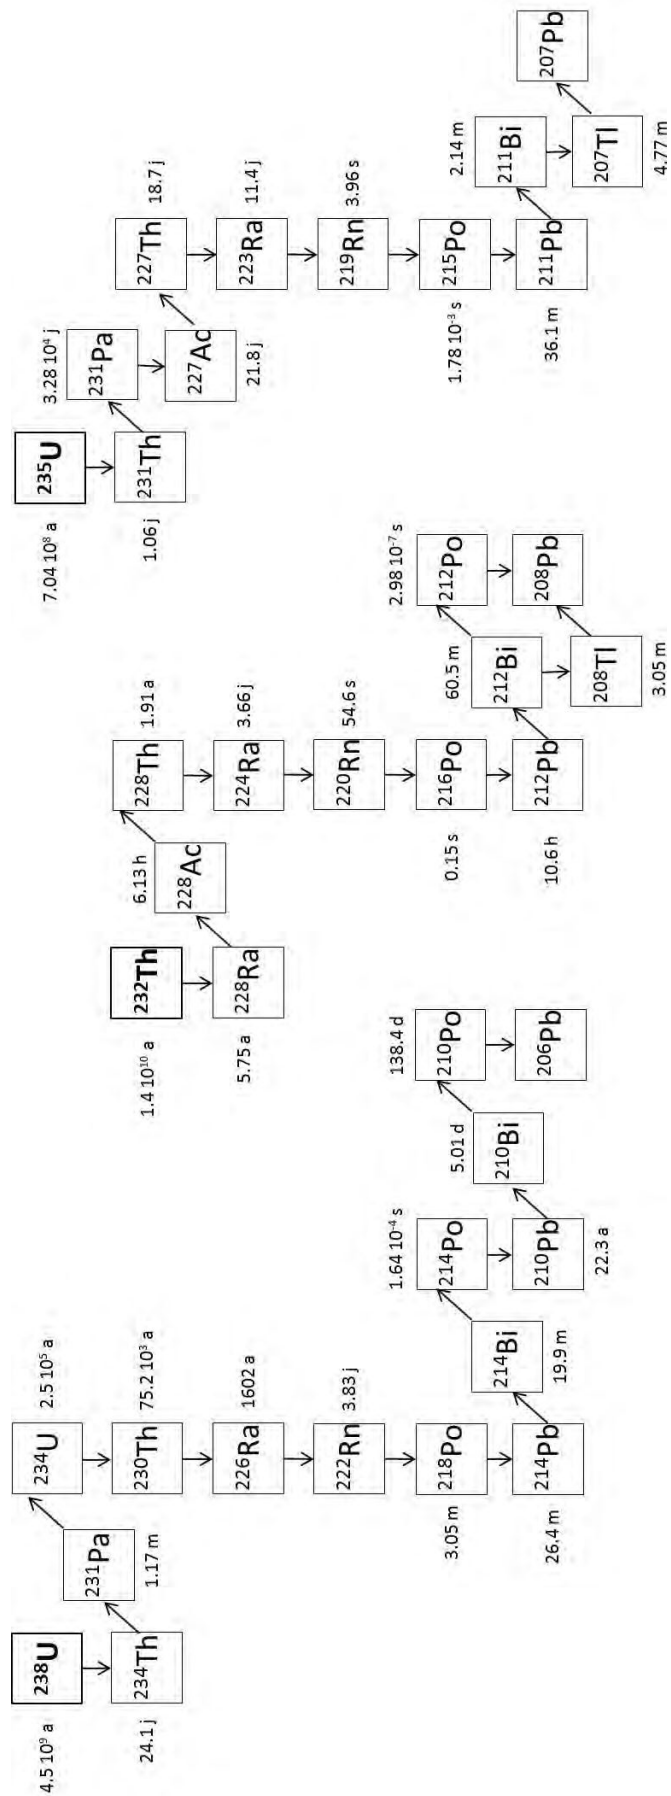 4.5 10⁹ a
²³⁸U
²³⁴Th
24.1 j
²³¹Pa
1.17 m
²³⁴U
2.5 10⁵ a
²³⁰Th
75.2 10³ a
²²⁶Ra
1602 a
²²²Rn
3.83 j
²¹⁸Po
3.05 m
²¹⁴Pb
26.4 m
²¹⁴Bi
19.9 m
²¹⁴Po
1.64 10⁻⁴ s
²¹⁰Pb
22.3 a
²¹⁰Bi
5.01 d
²¹⁰Po
138.4 d
²⁰⁶Pb
1.4 10¹⁰ a
²³²Th
²²⁸Ra
5.75 a
²²⁸Ac
6.13 h
²²⁸Th
1.91 a
²²⁴Ra
3.66 j
²²⁰Rn
54.6 s
²¹⁶Po
0.15 s
²¹²Pb
10.6 h
²¹²Bi
60.5 m
²¹²Po
2.98 10⁻⁷ s
²⁰⁸Tl
3.05 m
²⁰⁸Pb
7.04 10⁸ a
²³⁵U
²³¹Th
1.06 j
²³¹Pa
3.28 10⁴ j
²²⁷Ac
21.8 j
²²⁷Th
18.7 j
²²³Ra
11.4 j
²¹⁹Rn
3.96 s
²¹⁵Po
1.78 10⁻³ s
²¹¹Pb
36.1 m
²¹¹Bi
2.14 m
²⁰⁷Tl
4.77 m
²⁰⁷Pb